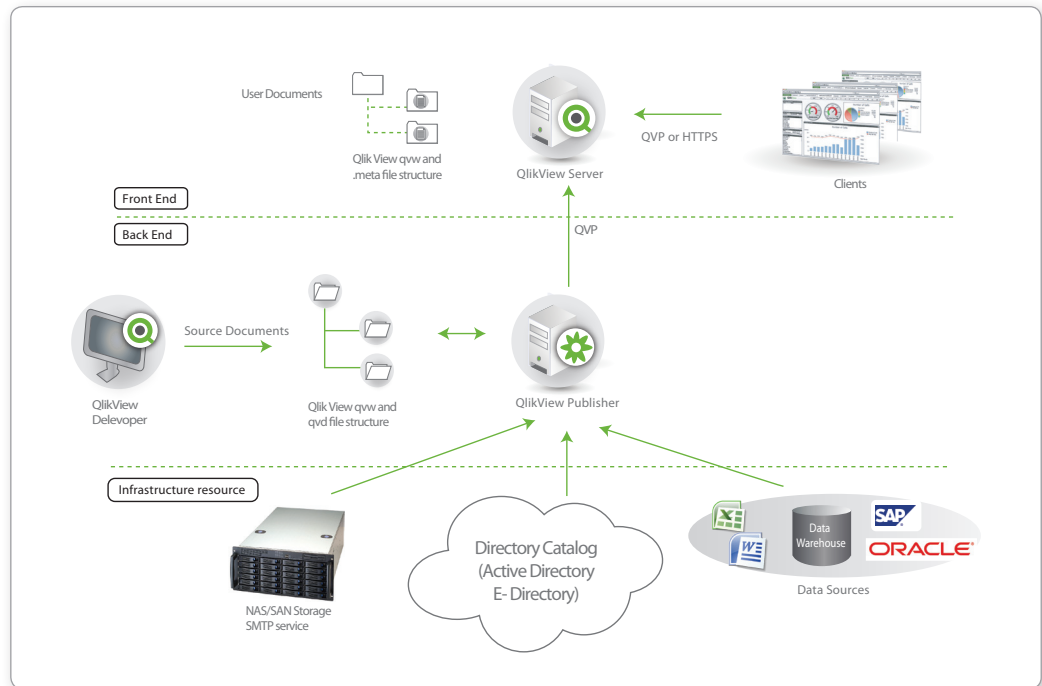 User Documents
Qlik View qvw and
.meta file structure
QlikView Server
QVP or HTTPS
Clients
Front End
Back End
QVP
Source Documents
QlikView
Delevoper
Qlik View qvw and
qvd file structure
QlikView Publisher
Infrastructure resource
NAS/SAN Storage
SMTP service
Directory Catalog
(Active Directory
E- Directory)
Data
Warehouse
SAP
ORACLE
Data Sources